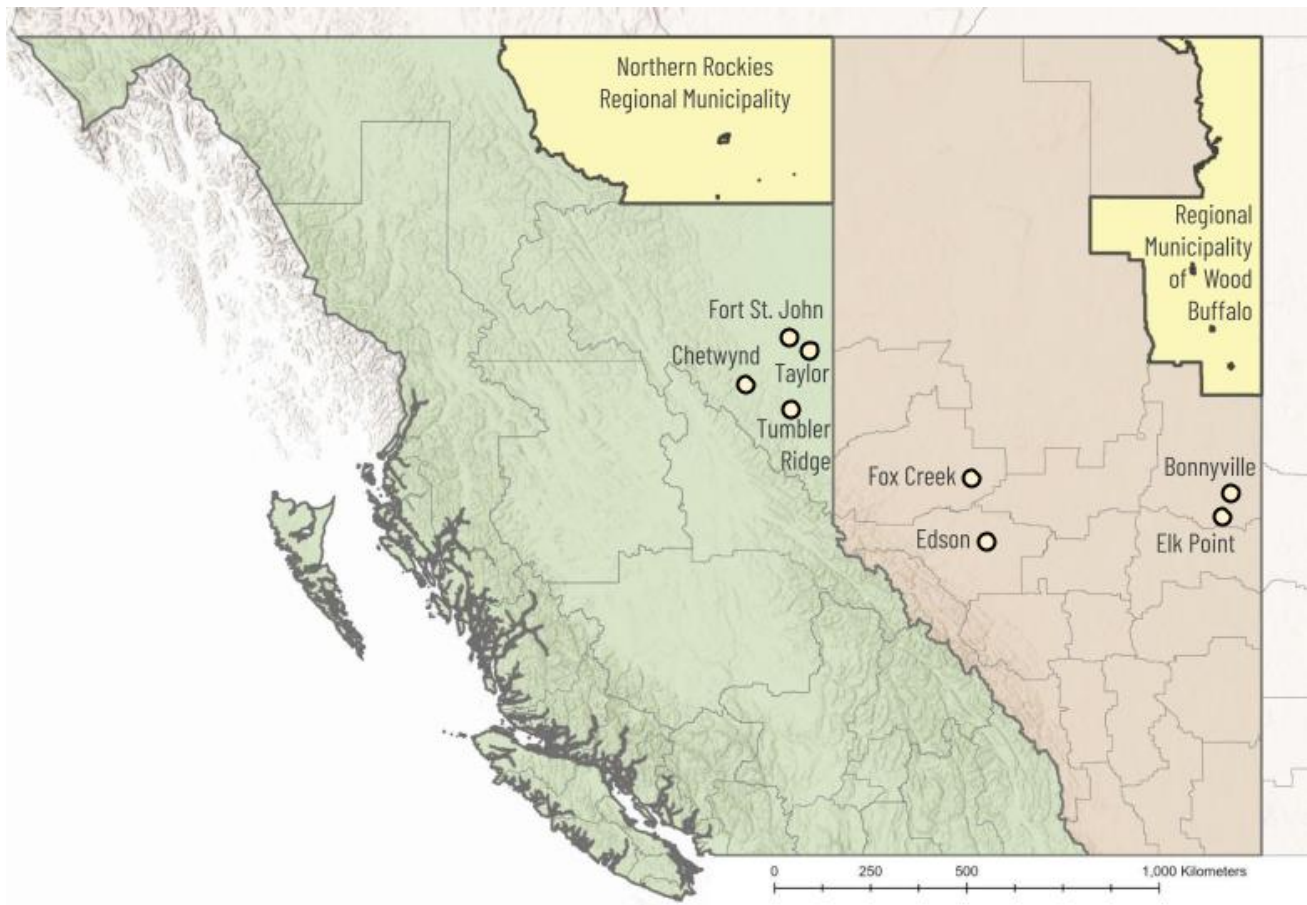 Northern Rockies
Regional Municipality
Regional
Municipality
of Wood
Buffalo
Fort St. John
Chetwynd
Taylor
Tumbler
Ridge
Fox Creek
Bonnyville
Edson
Elk Point
0 250 500 1,000 Kilometers